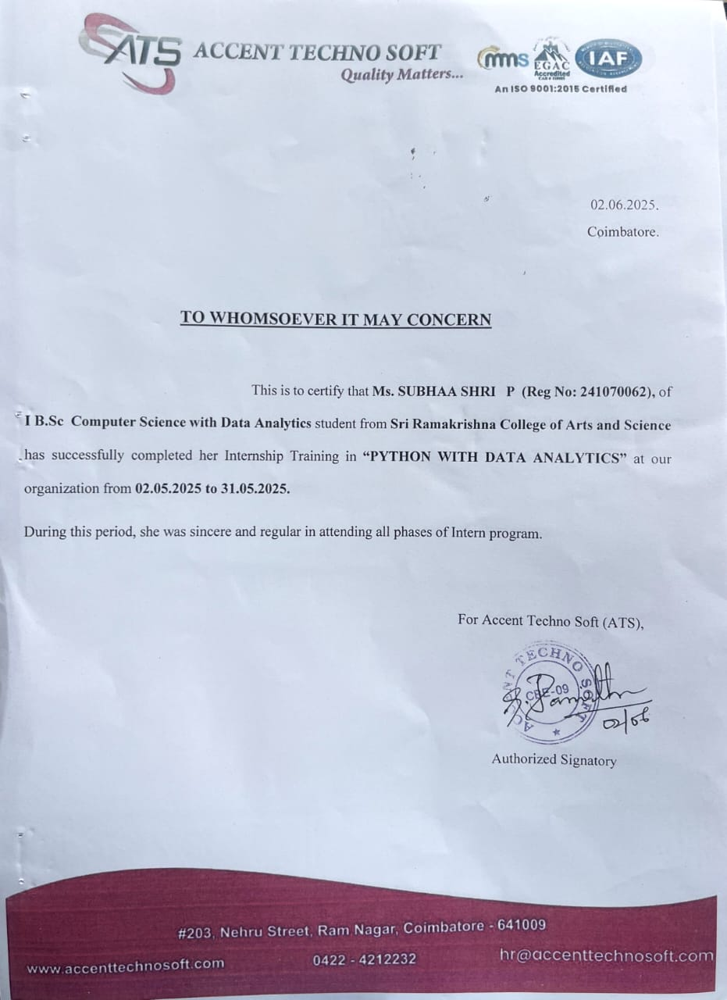 ATS ACCENT TECHNO SOFT
Quality Matters...
mms EGAC Accredited IAF
An ISO 9001:2015 Certified
02.06.2025.
Coimbatore.
TO WHOMSOEVER IT MAY CONCERN
This is to certify that Ms. SUBHAA SHRI P (Reg No: 241070062), of
I B.Sc Computer Science with Data Analytics student from Sri Ramakrishna College of Arts and Science
has successfully completed her Internship Training in “PYTHON WITH DATA ANALYTICS” at our
organization from 02.05.2025 to 31.05.2025.
During this period, she was sincere and regular in attending all phases of Intern program.
For Accent Techno Soft (ATS),
ACCENT TECHNO SOFT
CBE-09
02/06
Authorized Signatory
#203, Nehru Street, Ram Nagar, Coimbatore - 641009
www.accenttechnosoft.com 0422 - 4212232 hr@accenttechnosoft.com